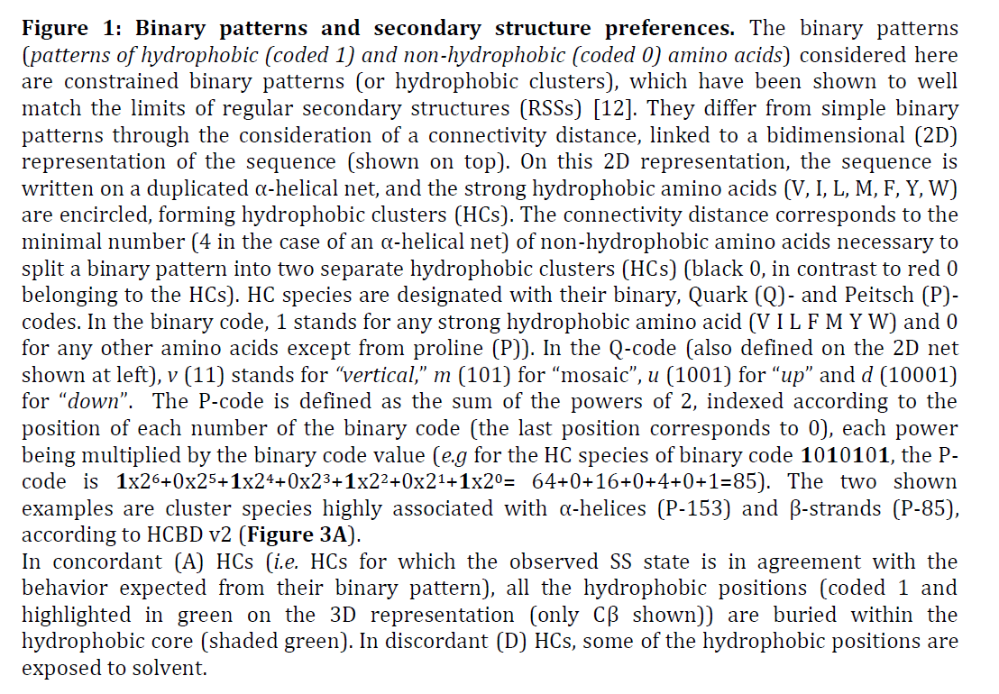 Figure 1: Binary patterns and secondary structure preferences. The binary patterns
(patterns of hydrophobic (coded 1) and non-hydrophobic (coded 0) amino acids) considered here
are constrained binary patterns (or hydrophobic clusters), which have been shown to well
match the limits of regular secondary structures (RSSs) [12]. They differ from simple binary
patterns through the consideration of a connectivity distance, linked to a bidimensional (2D)
representation of the sequence (shown on top). On this 2D representation, the sequence is
written on a duplicated α-helical net, and the strong hydrophobic amino acids (V, I, L, M, F, Y, W)
are encircled, forming hydrophobic clusters (HCs). The connectivity distance corresponds to the
minimal number (4 in the case of an α-helical net) of non-hydrophobic amino acids necessary to
split a binary pattern into two separate hydrophobic clusters (HCs) (black 0, in contrast to red 0
belonging to the HCs). HC species are designated with their binary, Quark (Q)- and Peitsch (P)-
codes. In the binary code, 1 stands for any strong hydrophobic amino acid (V I L F M Y W) and 0
for any other amino acids except from proline (P)). In the Q-code (also defined on the 2D net
shown at left), v (11) stands for “vertical,” m (101) for “mosaic”, u (1001) for “up” and d (10001)
for “down”. The P-code is defined as the sum of the powers of 2, indexed according to the
position of each number of the binary code (the last position corresponds to 0), each power
being multiplied by the binary code value (e.g for the HC species of binary code 1010101, the P-
code is 1x2⁶+0x2⁵+1x2⁴+0x2³+1x2²+0x2¹+1x2⁰= 64+0+16+0+4+0+1=85). The two shown
examples are cluster species highly associated with α-helices (P-153) and β-strands (P-85),
according to HCBD v2 (Figure 3A).
In concordant (A) HCs (i.e. HCs for which the observed SS state is in agreement with the
behavior expected from their binary pattern), all the hydrophobic positions (coded 1 and
highlighted in green on the 3D representation (only Cβ shown)) are buried within the
hydrophobic core (shaded green). In discordant (D) HCs, some of the hydrophobic positions are
exposed to solvent.